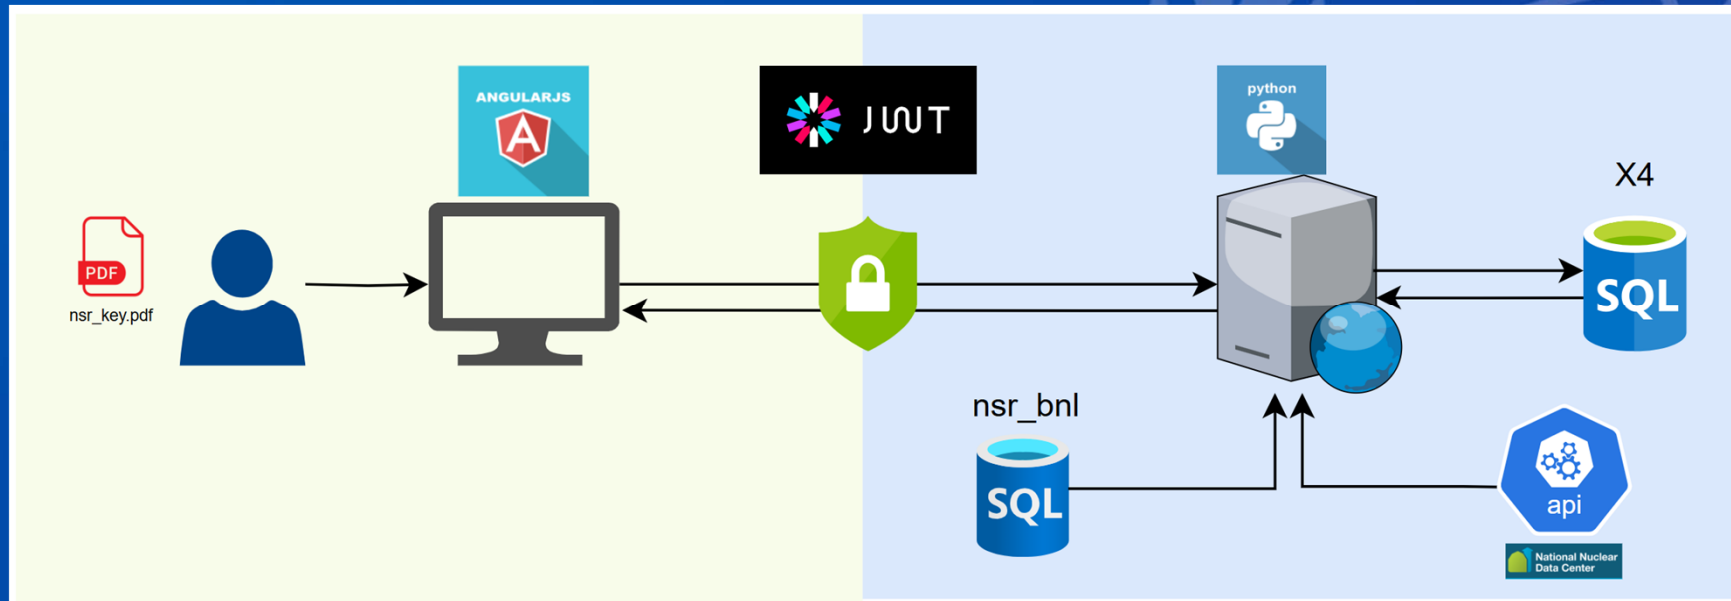 ANGULARJS
A
JWT
python
X4
PDF
nsr_key.pdf
SQL
nsr_bnl
SQL
api
National Nuclear
Data Center